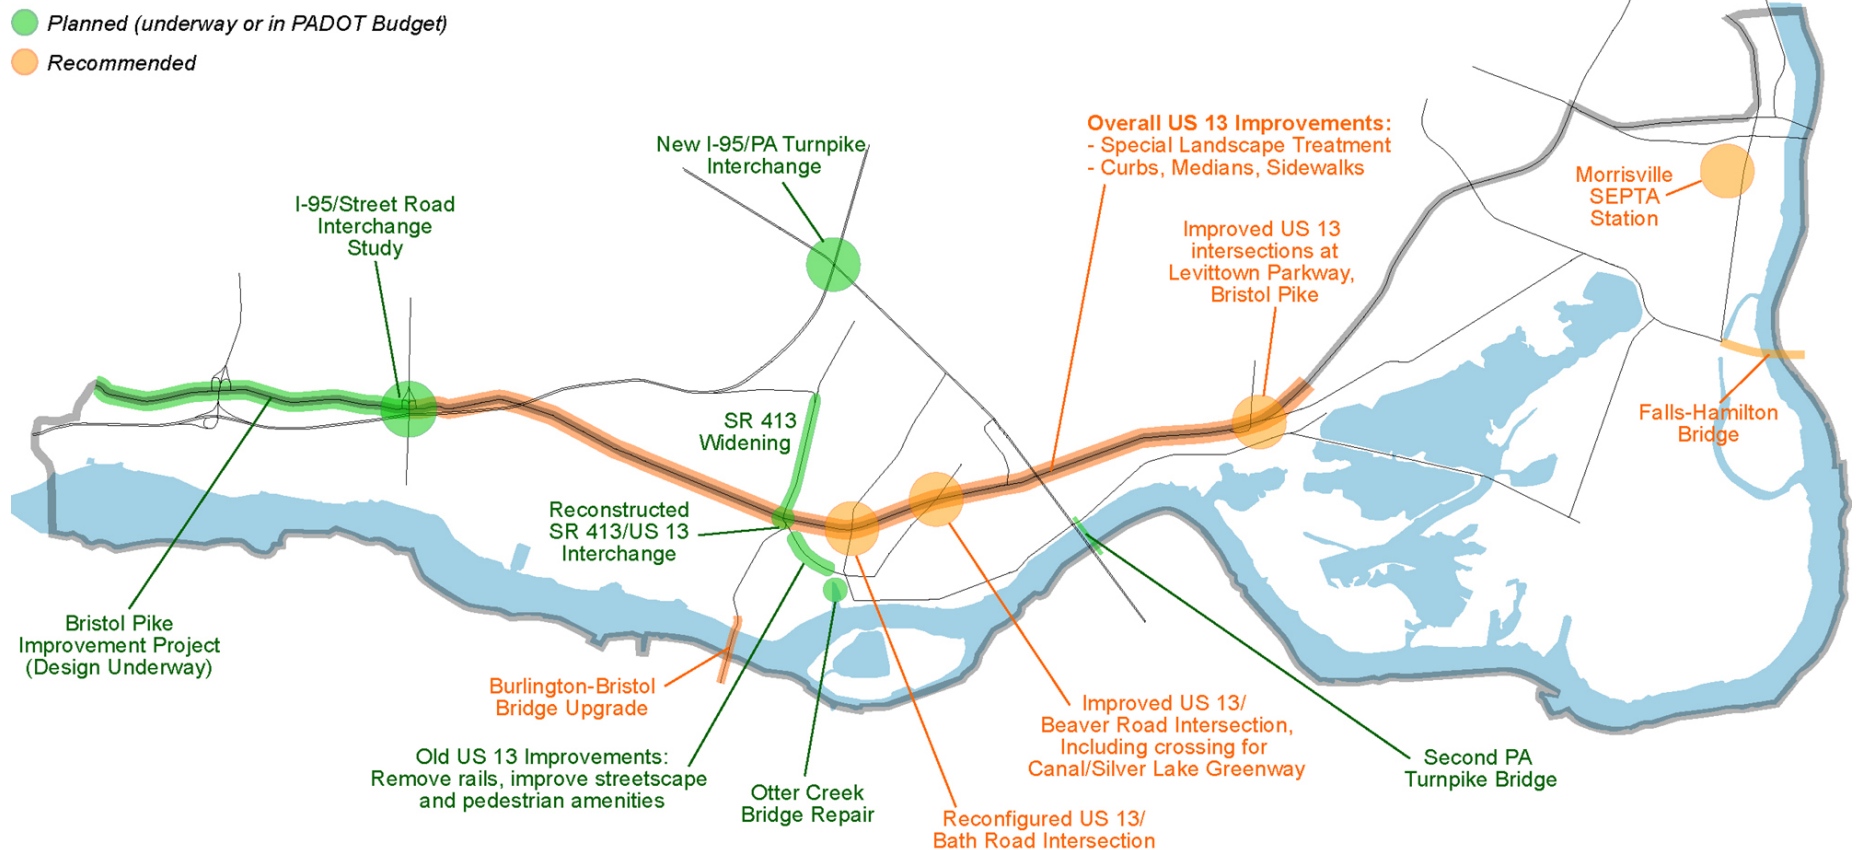 Planned (underway or in PADOT Budget)
Recommended
Overall US 13 Improvements:
- Special Landscape Treatment
- Curbs, Medians, Sidewalks
New I-95/PA Turnpike
Interchange
Morrisville
SEPTA
Station
I-95/Street Road
Interchange
Study
Improved US 13
intersections at
Levittown Parkway,
Bristol Pike
SR 413
Widening
Falls-Hamilton
Bridge
Reconstructed
SR 413/US 13
Interchange
Bristol Pike
Improvement Project
(Design Underway)
Burlington-Bristol
Bridge Upgrade
Improved US 13/
Beaver Road Intersection,
Including crossing for
Canal/Silver Lake Greenway
Old US 13 Improvements:
Remove rails, improve streetscape
and pedestrian amenities
Second PA
Turnpike Bridge
Otter Creek
Bridge Repair
Reconfigured US 13/
Bath Road Intersection